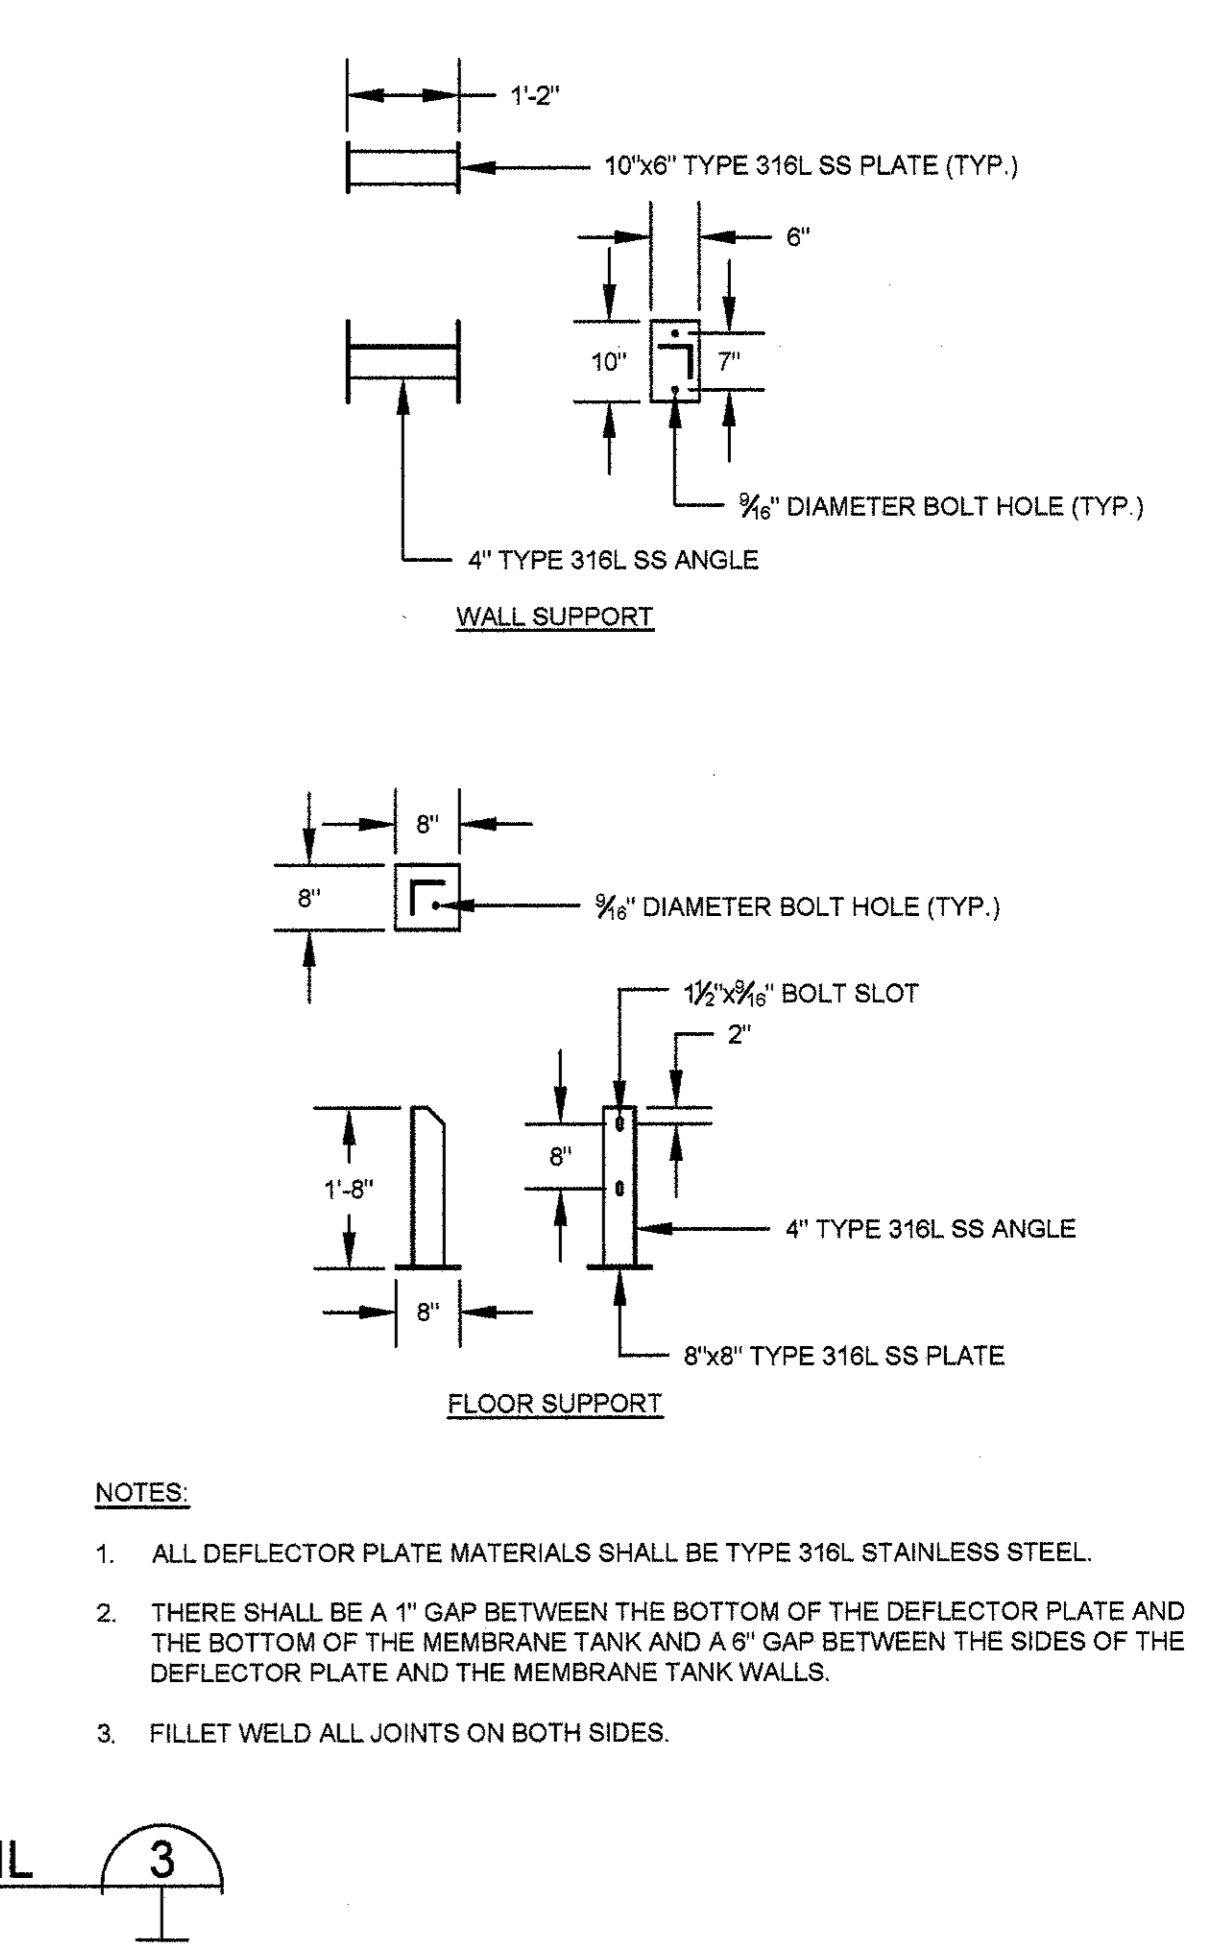 1'-2"
10"x6" TYPE 316L SS PLATE (TYP.)
6"
10"
7"
9/16" DIAMETER BOLT HOLE (TYP.)
4" TYPE 316L SS ANGLE
WALL SUPPORT
8"
8"
9/16" DIAMETER BOLT HOLE (TYP.)
1 1/2"x9/16" BOLT SLOT
2"
8"
1'-8"
4" TYPE 316L SS ANGLE
8"
8"x8" TYPE 316L SS PLATE
FLOOR SUPPORT
NOTES:
1. ALL DEFLECTOR PLATE MATERIALS SHALL BE TYPE 316L STAINLESS STEEL.
2. THERE SHALL BE A 1" GAP BETWEEN THE BOTTOM OF THE DEFLECTOR PLATE AND
THE BOTTOM OF THE MEMBRANE TANK AND A 6" GAP BETWEEN THE SIDES OF THE
DEFLECTOR PLATE AND THE MEMBRANE TANK WALLS.
3. FILLET WELD ALL JOINTS ON BOTH SIDES.
3